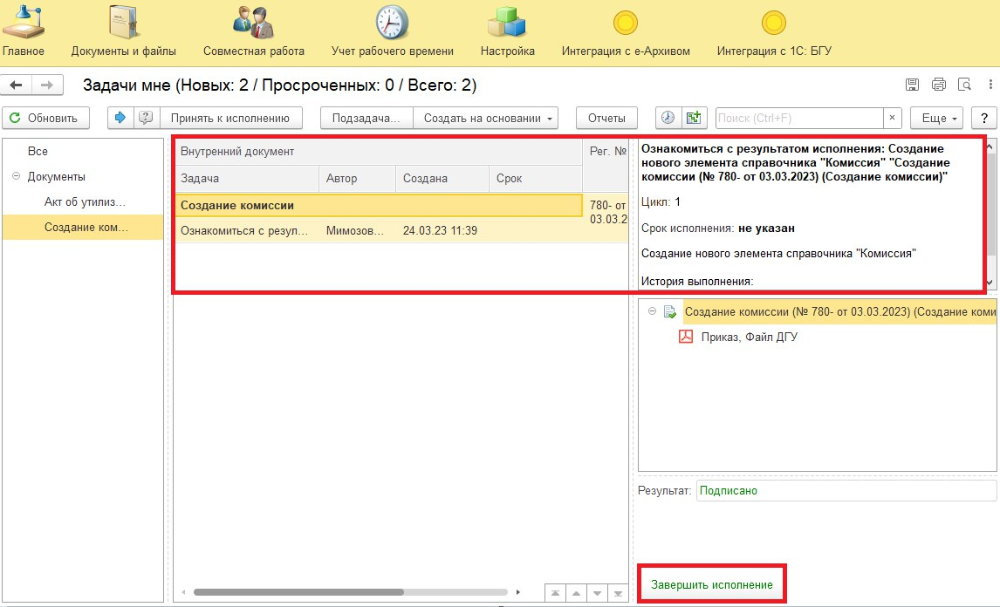 Главное
Документы и файлы
Совместная работа
Учет рабочего времени
Настройка
Интеграция с е-Архивом
Интеграция с 1С: БГУ
Задачи мне (Новых: 2 / Просроченных: 0 / Всего: 2)
Обновить
Принять к исполнению
Подзадача...
Создать на основании
Отчеты
Поиск (Ctrl+F)
×
Еще
?
Все
Документы
Акт об утилиз...
Создание ком...
Внутренний документ
Рег. №
Задача
Автор
Создана
Срок
Создание комиссии
780- от
03.03.2
Ознакомиться с резул...
Мимозов...
24.03.23 11:39
Ознакомиться с результатом исполнения: Создание
нового элемента справочника "Комиссия" "Создание
комиссии (№ 780- от 03.03.2023) (Создание комиссии)"
Цикл: 1
Срок исполнения: не указан
Создание нового элемента справочника "Комиссия"
История выполнения:
Создание комиссии (№ 780- от 03.03.2023) (Создание коми
Приказ, Файл ДГУ
Результат:
Подписано
Завершить исполнение